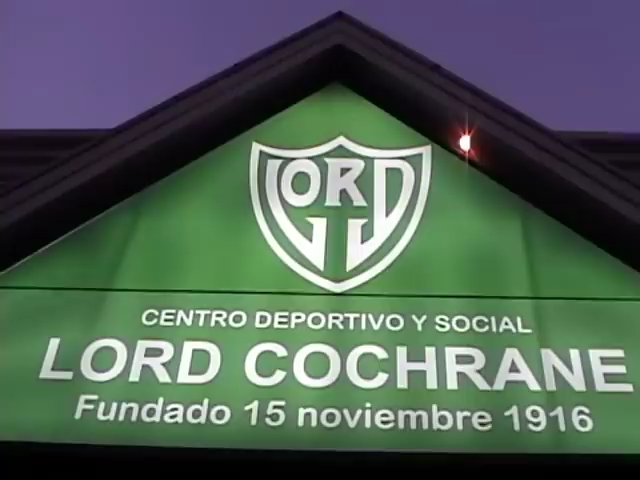 LORD
CENTRO DEPORTIVO Y SOCIAL
LORD COCHRANE
Fundado 15 noviembre 1916